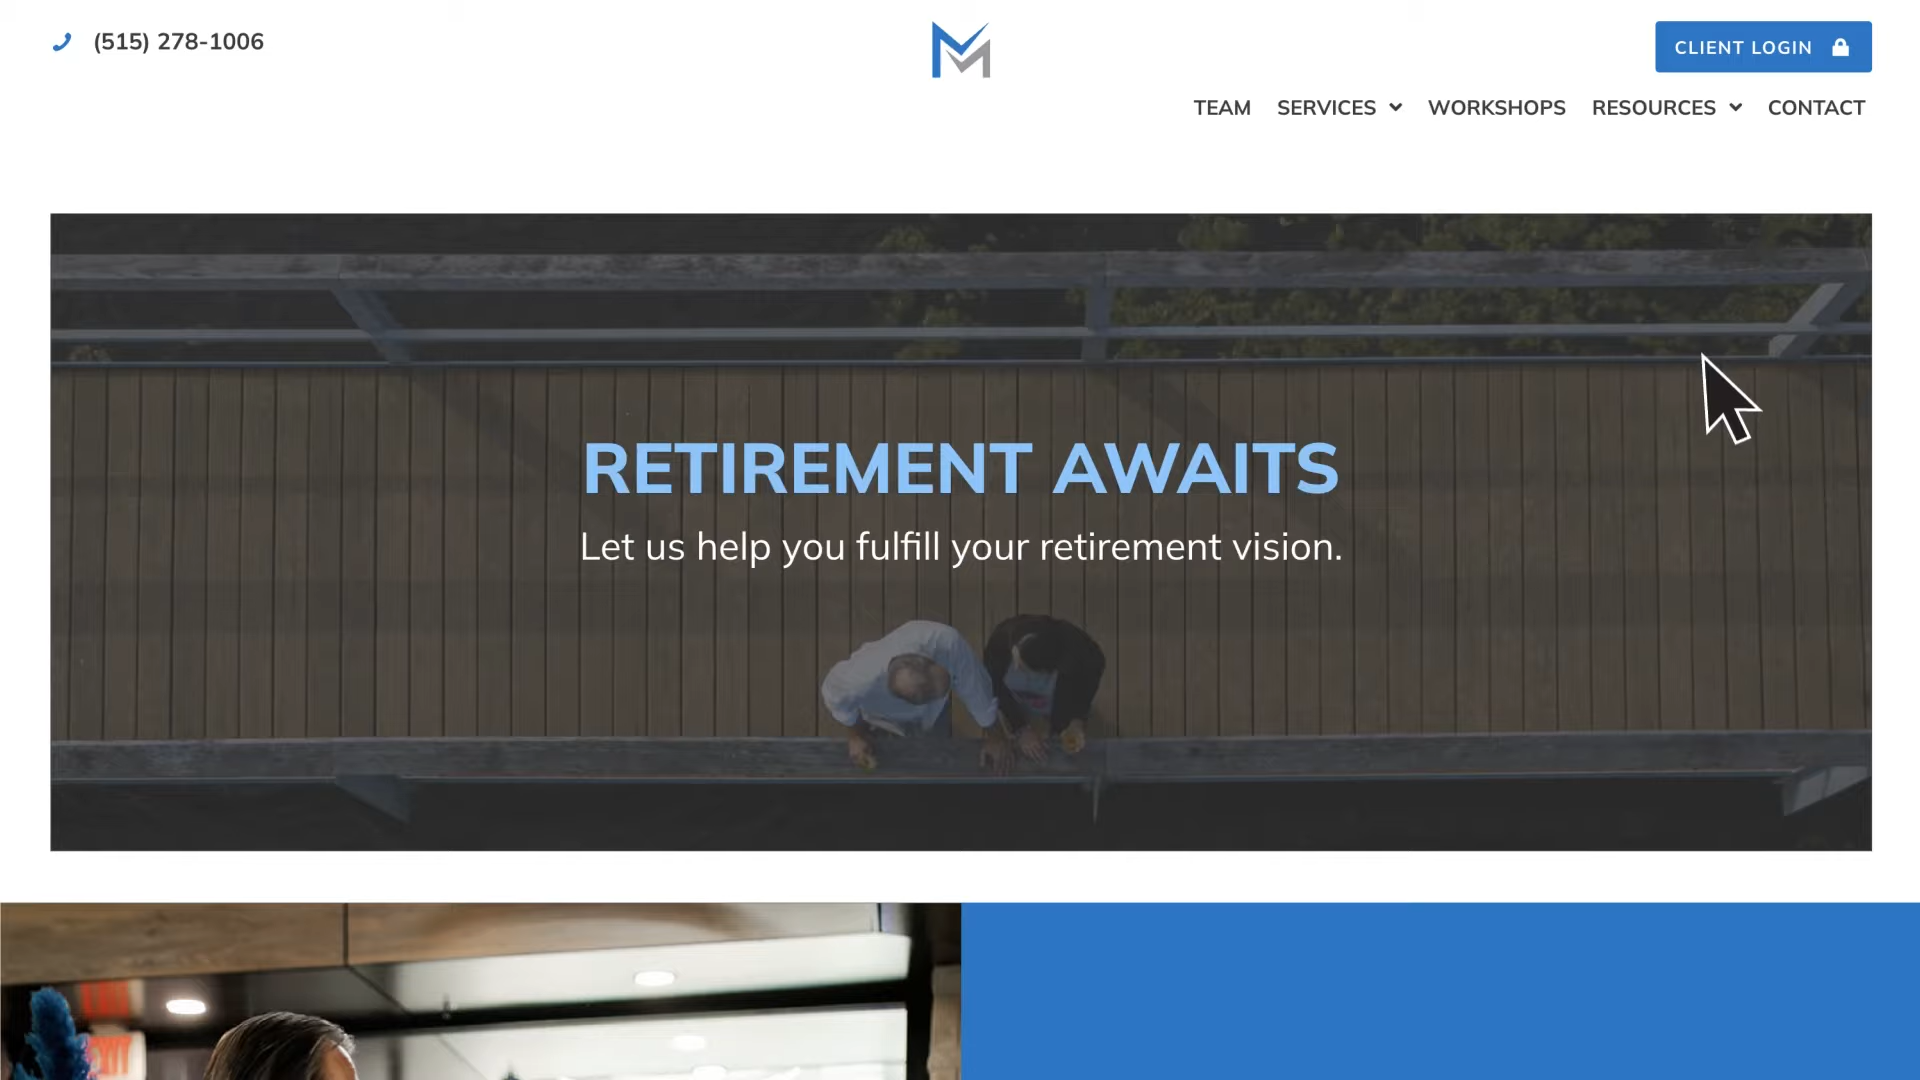 (515) 278-1006
CLIENT LOGIN
TEAM SERVICES WORKSHOPS RESOURCES CONTACT
RETIREMENT AWAITS
Let us help you fulfill your retirement vision.